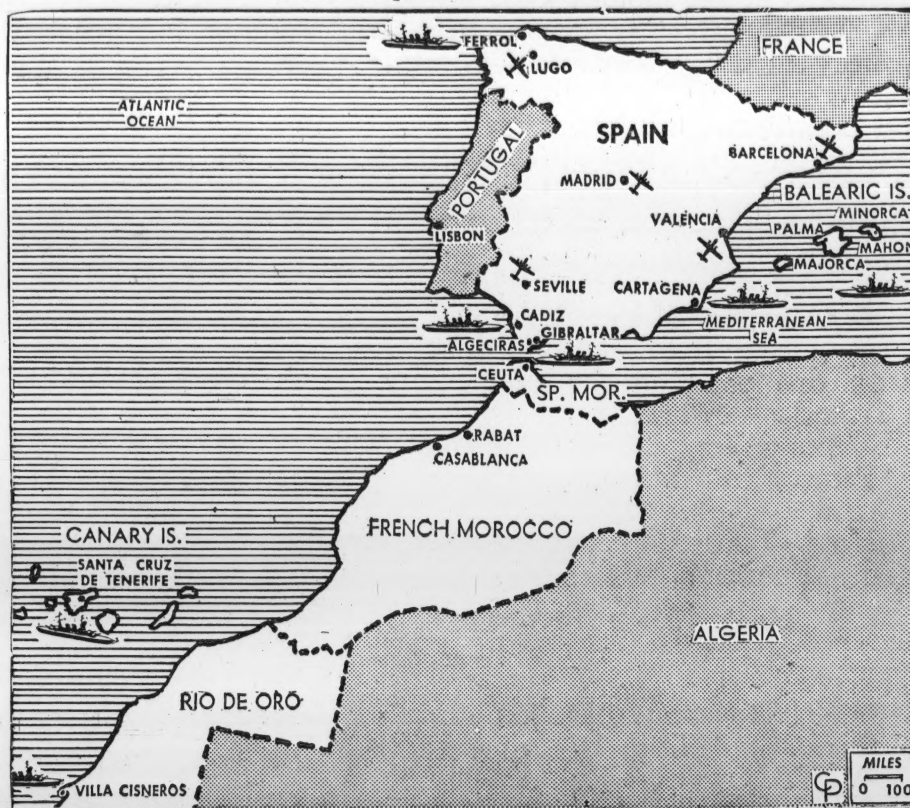 FERROL
LUGO
FRANCE
ATLANTIC
OCEAN
SPAIN
PORTUGAL
BARCELONA
MADRID
BALEARIC IS.
MINORCA
PALMA
VALENCIA
LISBON
MAHON
MAJORCA
SEVILLE
CARTAGENA
CADIZ
GIBRALTAR
MEDITERRANEAN
SEA
ALGECIRAS
CEUTA
SP. MOR.
RABAT
CASABLANCA
FRENCH MOROCCO
CANARY IS.
SANTA CRUZ
DE TENERIFE
ALGERIA
RIO DE ORO
VILLA CISNEROS
CP
MILES
0 100